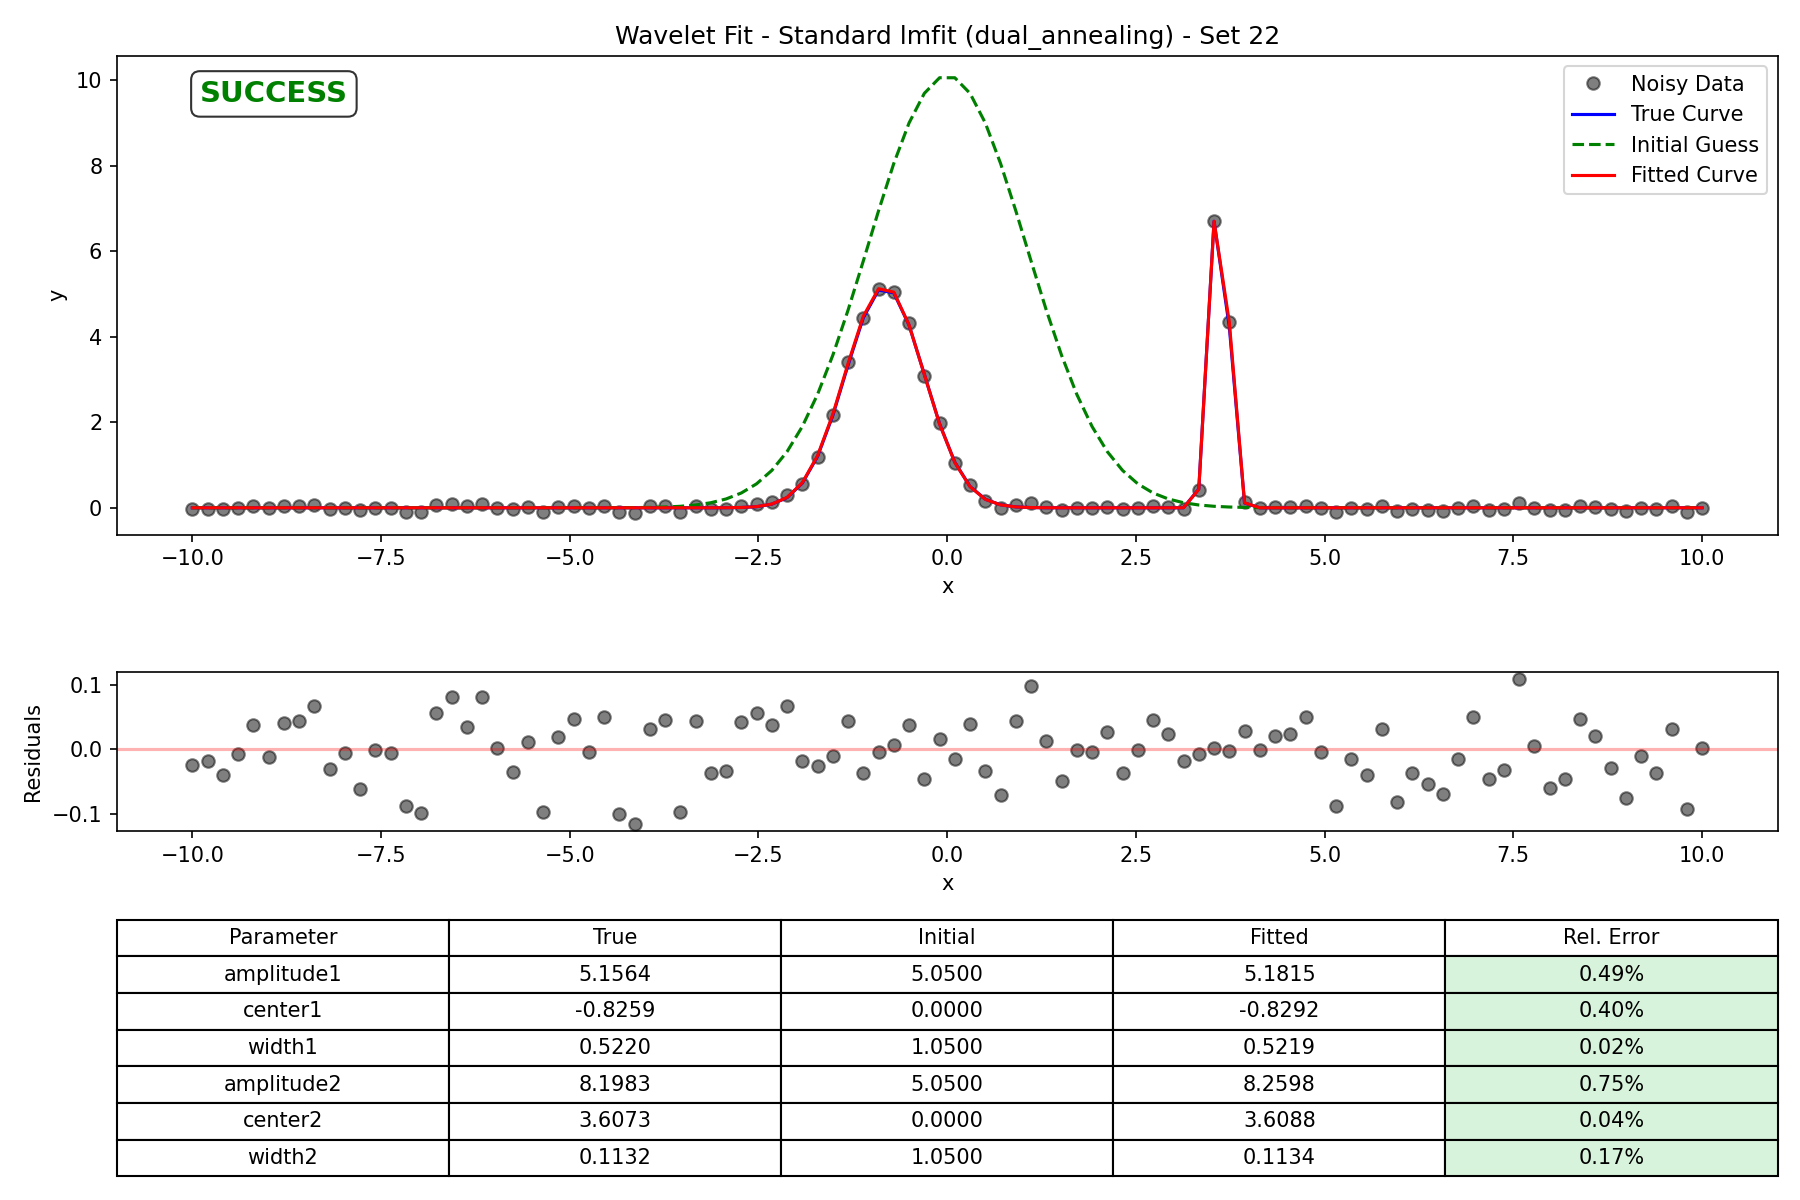 Wavelet Fit - Standard lmfit (dual_annealing) - Set 22
SUCCESS
Noisy Data
True Curve
Initial Guess
Fitted Curve
y
10
8
6
4
2
0
−10.0 −7.5 −5.0 −2.5 0.0 2.5 5.0 7.5 10.0
x
Residuals
0.1
0.0
−0.1
−10.0 −7.5 −5.0 −2.5 0.0 2.5 5.0 7.5 10.0
x
Parameter True Initial Fitted Rel. Error
amplitude1 5.1564 5.0500 5.1815 0.49%
center1 -0.8259 0.0000 -0.8292 0.40%
width1 0.5220 1.0500 0.5219 0.02%
amplitude2 8.1983 5.0500 8.2598 0.75%
center2 3.6073 0.0000 3.6088 0.04%
width2 0.1132 1.0500 0.1134 0.17%